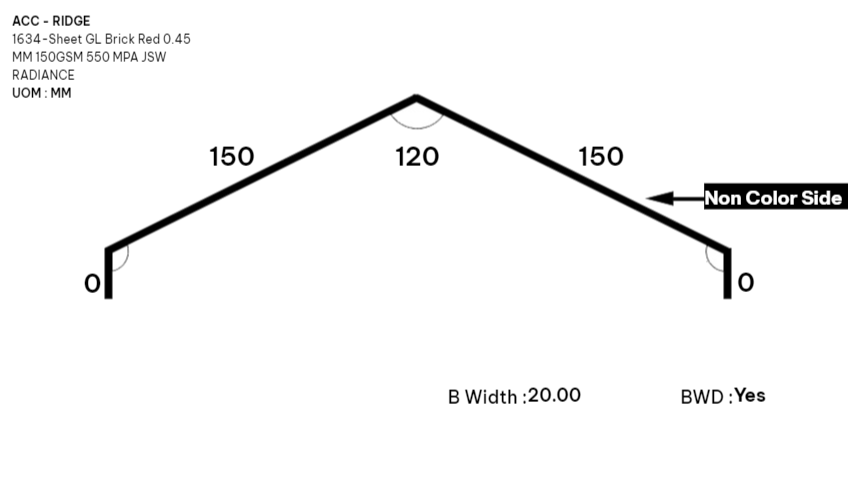 ACC - RIDGE
1634-Sheet GL Brick Red 0.45
MM 150GSM 550 MPA JSW
RADIANCE
UOM : MM
150
120
150
Non Color Side
0
0
B Width :20.00
BWD :Yes